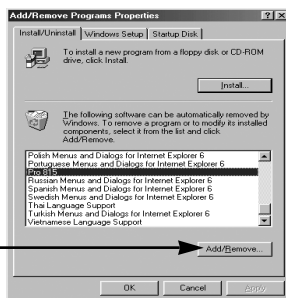 Add/Remove Programs Properties
Install/Uninstall Windows Setup Startup Disk
To install a new program from a floppy disk or CD-ROM
drive, click Install.
Install...
The following software can be automatically removed by
Windows. To remove a program or to modify its installed
components, select it from the list and click
Add/Remove.
Polish Menus and Dialogs for Internet Explorer 6
Portuguese Menus and Dialogs for Internet Explorer 6
Pro 815
Russian Menus and Dialogs for Internet Explorer 6
Spanish Menus and Dialogs for Internet Explorer 6
Swedish Menus and Dialogs for Internet Explorer 6
Thai Language Support
Turkish Menus and Dialogs for Internet Explorer 6
Vietnamese Language Support
Add/Remove...
OK Cancel Apply